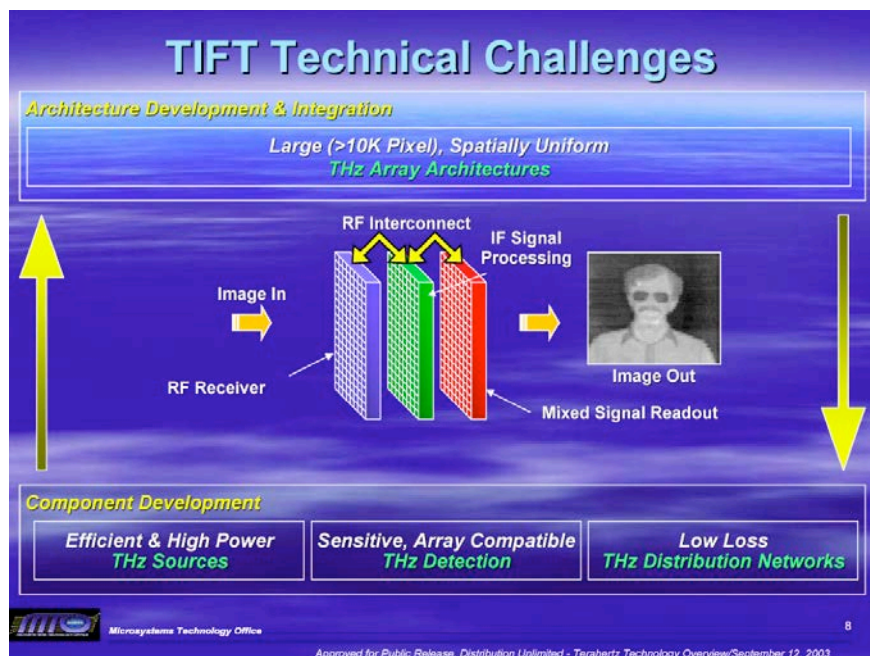 TIFT Technical Challenges
Architecture Development & Integration
Large (>10K Pixel), Spatially Uniform
THz Array Architectures
RF Interconnect
IF Signal
Processing
Image In
RF Receiver
Image Out
Mixed Signal Readout
Component Development
Efficient & High Power
THz Sources
Sensitive, Array Compatible
THz Detection
Low Loss
THz Distribution Networks
MTO
Microsystems Technology Office
8
Approved for Public Release, Distribution Unlimited - Terahertz Technology Overview/September 12, 2003